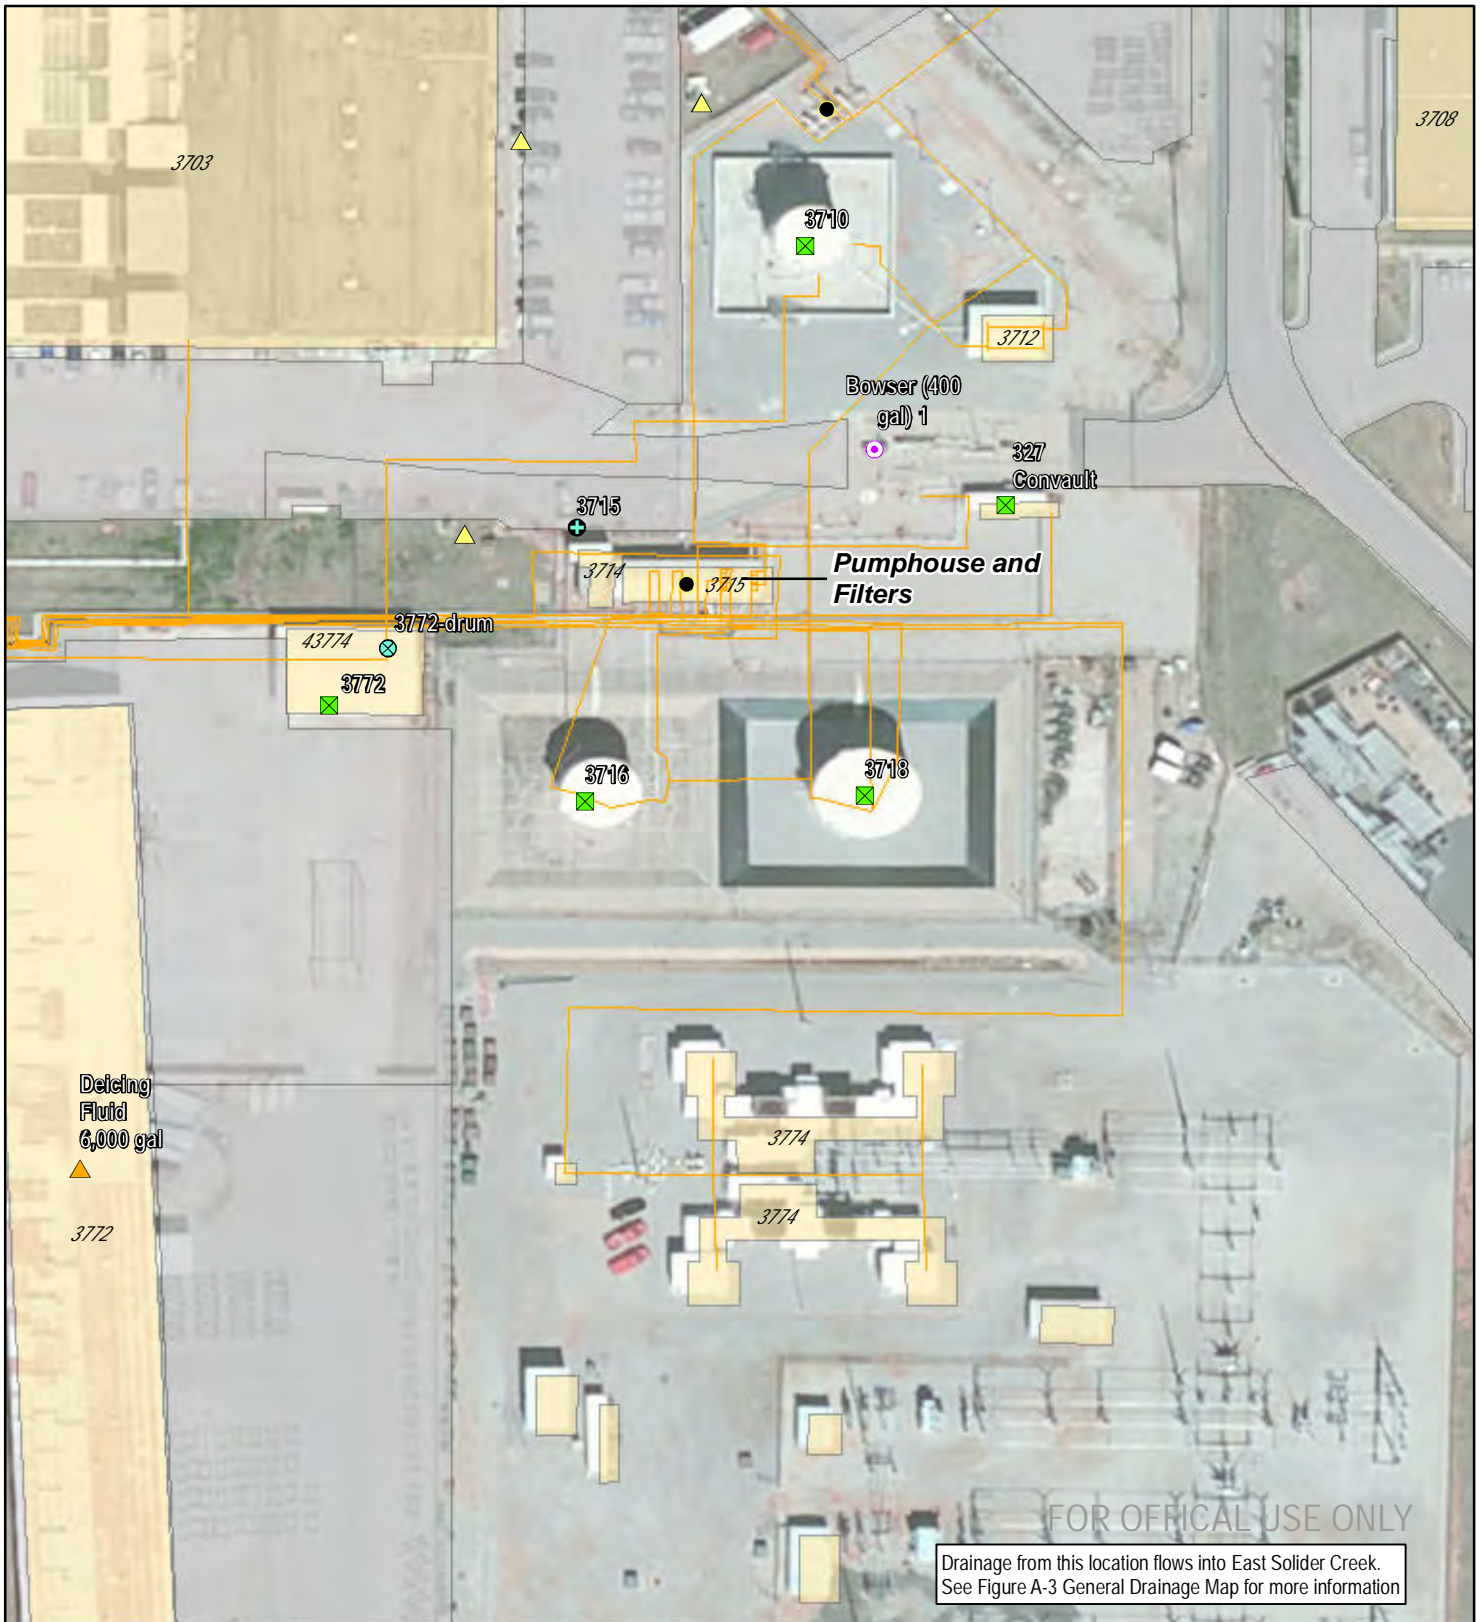 3703
3708
3710
3712
Bowser (400
gal) 1
327
Convault
3715
3714
3715
Pumphouse and
Filters
3772-drum
43774
3772
3716
3718
Deicing
Fluid
6,000 gal
3774
3774
3772
FOR OFFICAL USE ONLY
Drainage from this location flows into East Solider Creek.
See Figure A-3 General Drainage Map for more information